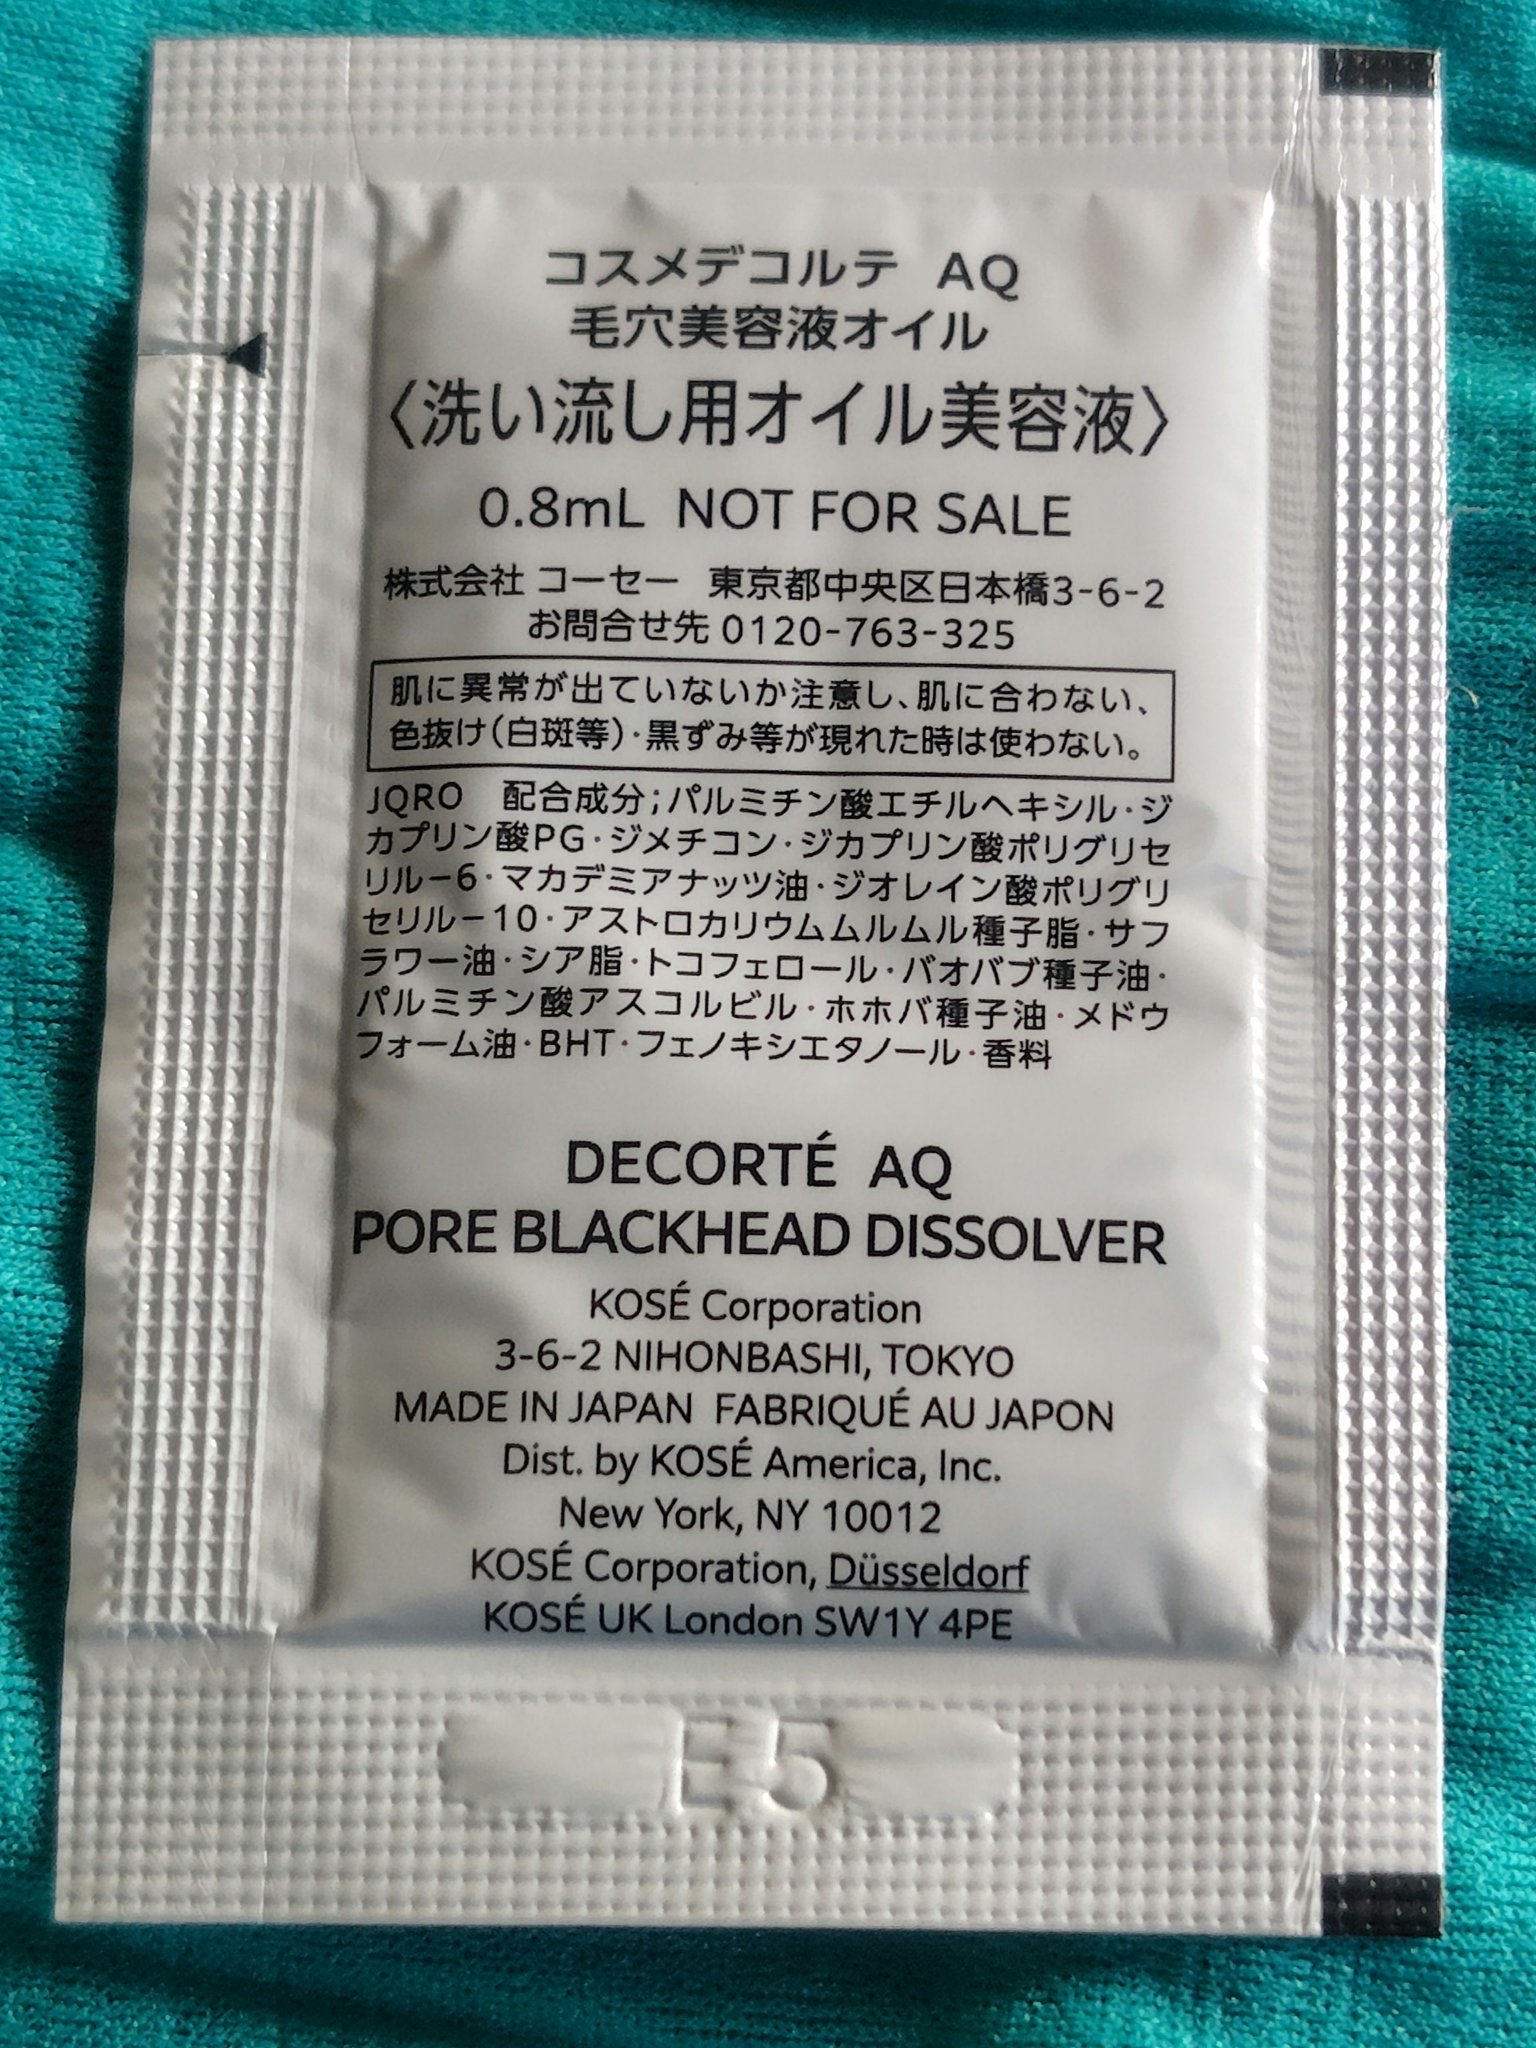 コスメデコルテ AQ
毛穴美容液オイル
〈洗い流し用オイル美容液〉
0.8mL NOT FOR SALE
株式会社 コーセー 東京都中央区日本橋3-6-2
お問合せ先 0120-763-325
肌に異常が出ていないか注意し、肌に合わない、
色抜け(白斑等)・黒ずみ等が現れた時は使わない。
JQRO 配合成分;パルミチン酸エチルヘキシル・ジ
カプリン酸PG・ジメチコン・ジカプリン酸ポリグリセ
リル-6・マカデミアナッツ油・ジオレイン酸ポリグリ
セリル-10・アストロカリウムムルムル種子脂・サフ
ラワー油・シア脂・トコフェロール・バオバブ種子油・
パルミチン酸アスコルビル・ホホバ種子油・メドウ
フォーム油・BHT・フェノキシエタノール・香料
DECORTÉ AQ
PORE BLACKHEAD DISSOLVER
KOSÉ Corporation
3-6-2 NIHONBASHI, TOKYO
MADE IN JAPAN FABRIQUÉ AU JAPON
Dist. by KOSÉ America, Inc.
New York, NY 10012
KOSÉ Corporation, Düsseldorf
KOSÉ UK London SW1Y 4PE
E5